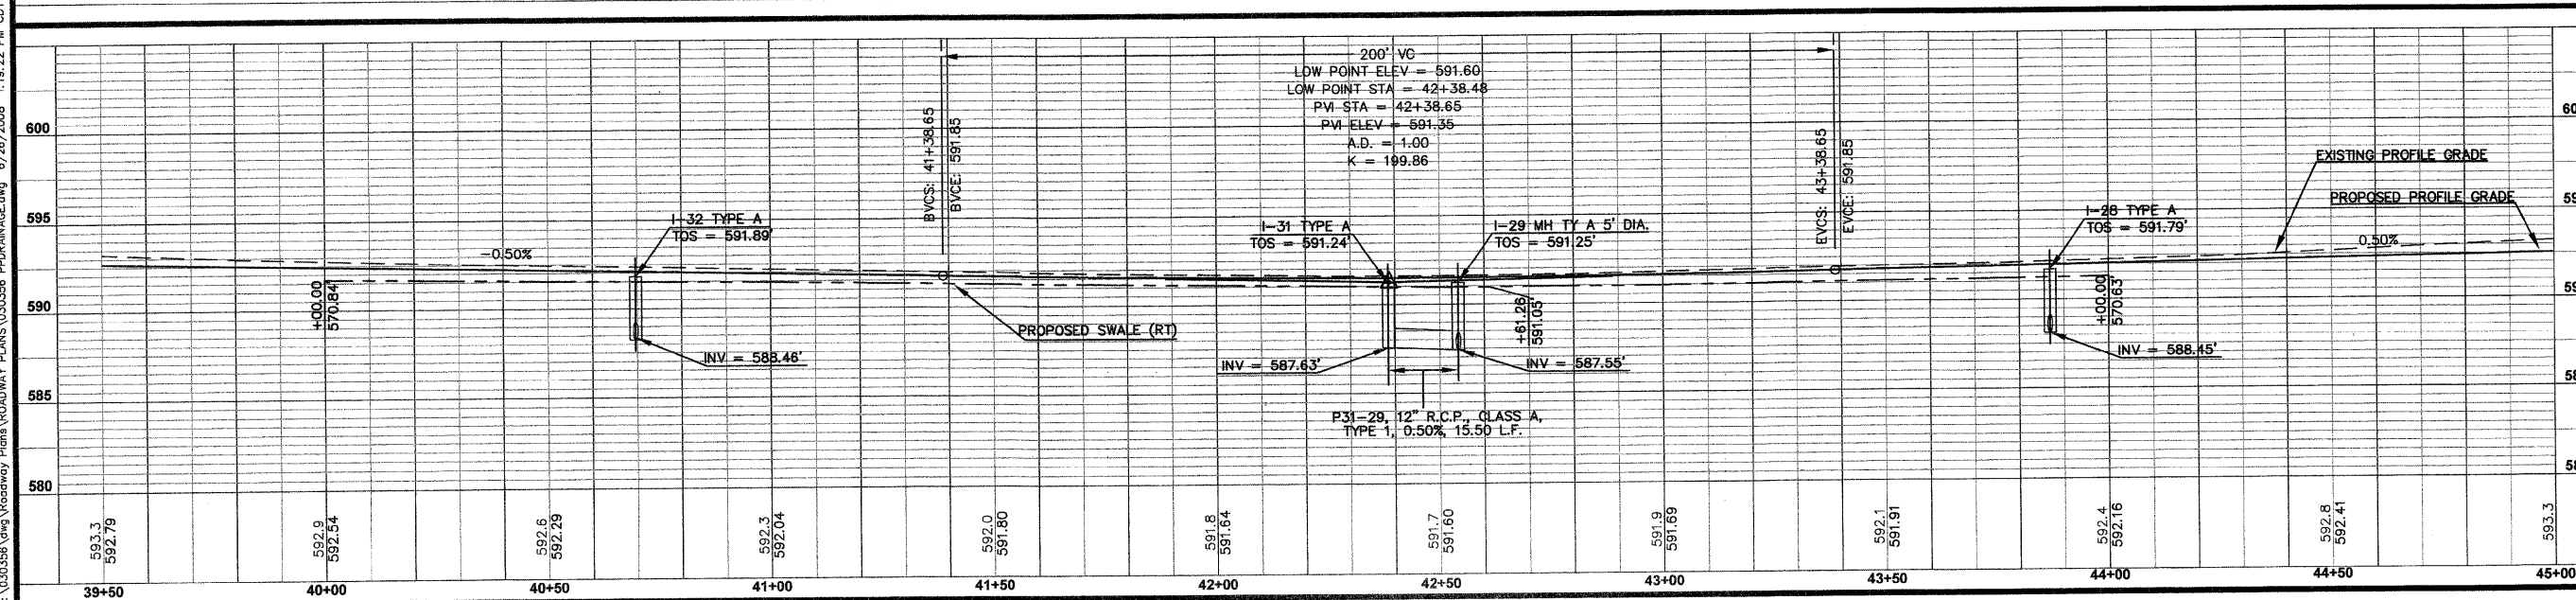 200' VC
LOW POINT ELEV = 591.60
LOW POINT STA = 42+38.48
PVI STA = 42+38.65
PVI ELEV = 591.35
A.D. = 1.00
K = 199.86
BVCS: 41+38.65
BVCE: 591.85
EVCS: 43+38.65
EVCE: 591.85
600
595
590
585
580
EXISTING PROFILE GRADE
PROPOSED PROFILE GRADE
I-32 TYPE A
TOS = 591.89'
I-31 TYPE A
TOS = 591.24'
I-29 MH TY A 5' DIA.
TOS = 591.25'
I-28 TYPE A
TOS = 591.79'
-0.50%
0.50%
+00.00
570.84'
PROPOSED SWALE (RT)
+61.26
591.05'
+00.00
570.63'
INV = 588.46'
INV = 587.63'
INV = 587.55'
INV = 588.45'
P31-29, 12" R.C.P., CLASS A,
TYPE 1, 0.50%, 15.50 L.F.
593.3
592.79
592.9
592.54
592.6
592.29
592.3
592.04
592.0
591.80
591.8
591.64
591.7
591.60
591.9
591.69
592.1
591.91
592.4
592.16
592.8
592.41
593.3
39+50
40+00
40+50
41+00
41+50
42+00
42+50
43+00
43+50
44+00
44+50
45+00